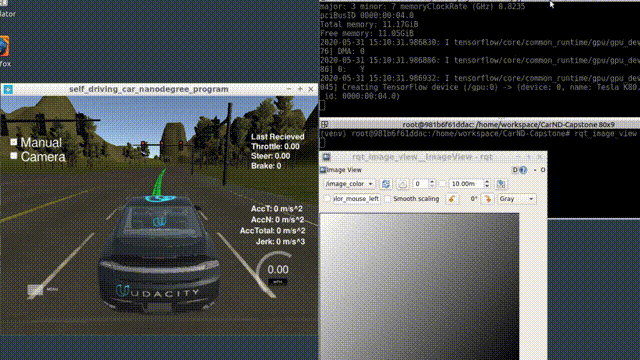 lator
fox
major: 3 minor: 7 memoryClockRate (GHz) 0.8235
pciBusID 0000:00:04.0
Total memory: 11.17GiB
Free memory: 11.05GiB
2020-05-31 15:10:31.986830: I tensorflow/core/common_runtime/gpu/gpu_dev
76] DMA: 0
2020-05-31 15:10:31.986886: I tensorflow/core/common_runtime/gpu/gpu_de
86] 0:   Y
2020-05-31 15:10:31.986932: I tensorflow/core/common_runtime/gpu/gpu_de
045] Creating TensorFlow device (/gpu:0) -> (device: 0, name: Tesla K80,
_id: 0000:00:04.0)
self_driving_car_nanodegree_program
Manual
Camera
Last Recieved
Throttle: 0.00
Steer: 0.00
Brake: 0
AccT: 0 m/s^2
AccN: 0 m/s^2
AccTotal: 0 m/s^2
Jerk: 0 m/s^3
0.00
MPH
MENU
UDACITY
root@981b6f61ddac: /home/workspace/CarND-Capstone 80x9
(venv) root@981b6f61ddac:/home/workspace/CarND-Capstone# rqt_image_view
rqt_image_view__ImageView - rqt
Image View
D
- O
/image_color
0
10.00m
olor_mouse_left
Smooth scaling
0°
Gray